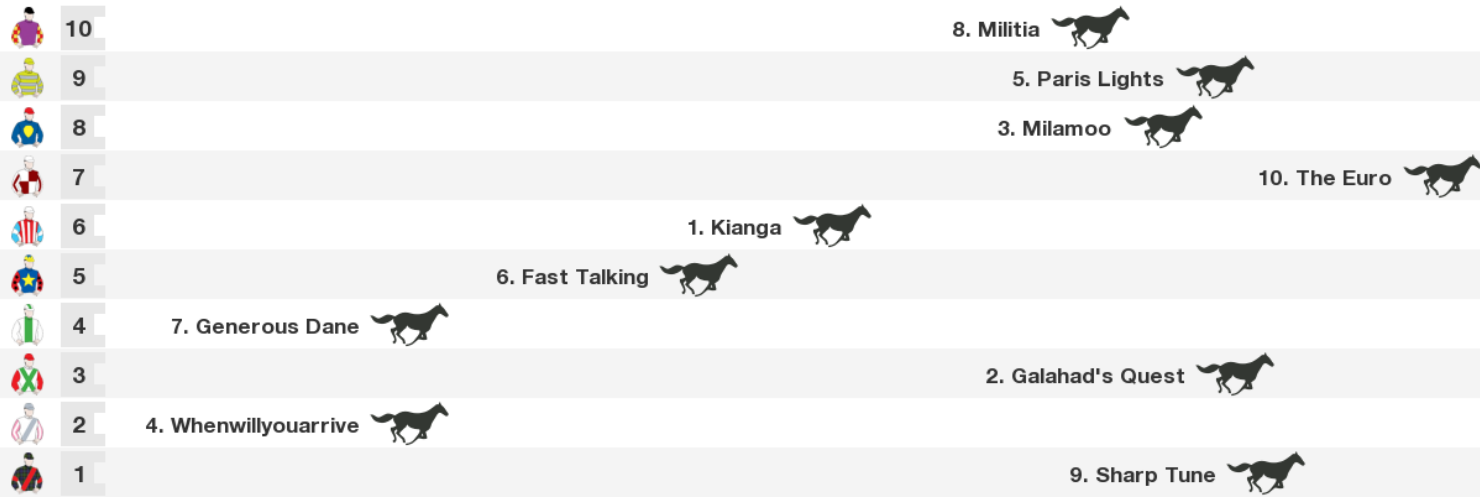 10 8. Militia
9 5. Paris Lights
8 3. Milamoo
7 10. The Euro
6 1. Kianga
5 6. Fast Talking
4 7. Generous Dane
3 2. Galahad's Quest
2 4. Whenwillyouarrive
1 9. Sharp Tune